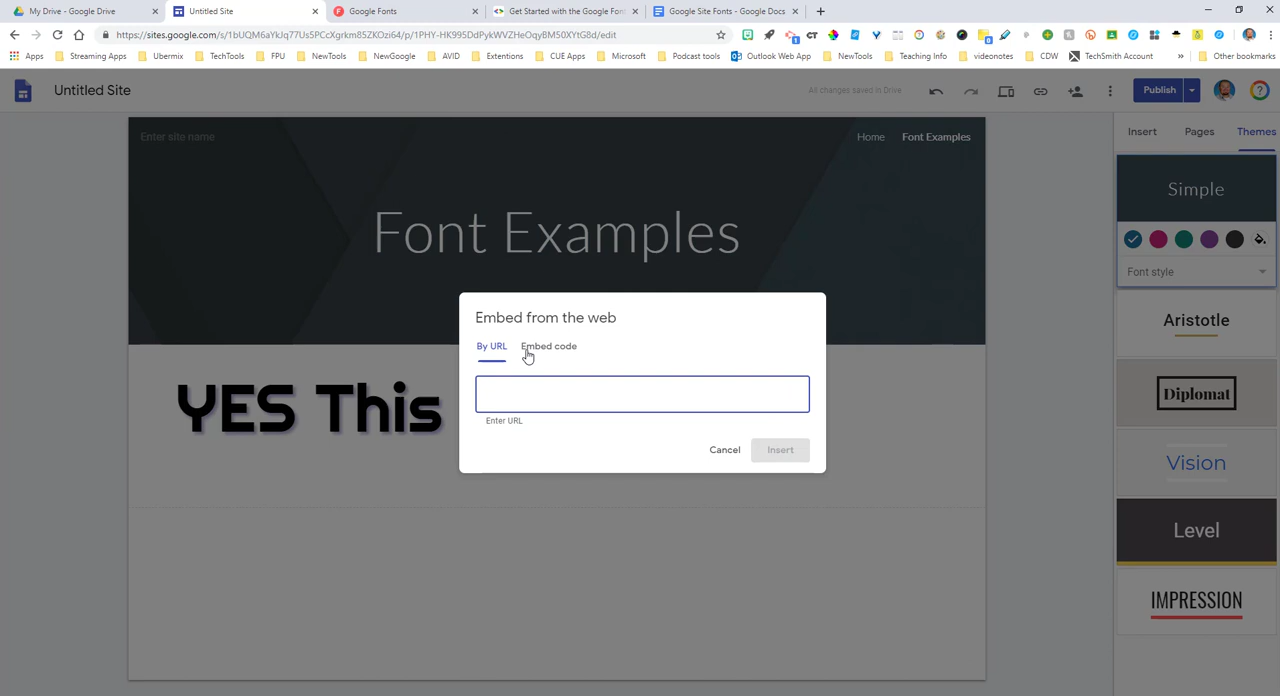 My Drive - Google Drive
Untitled Site
Google Fonts
Get Started with the Google Font
Google Site Fonts - Google Docs
https://sites.google.com/s/1bUQM6aYkJq77UsSPCcXgrkm85ZKOzi64/p/1PHY-HK995DdPykWVZHeOqyBM50XYtG8d/edit
Apps
Streaming Apps
Ubermix
TechTools
FPU
NewTools
NewGoogle
AVID
Extentions
CUE Apps
Microsoft
Podcast tools
Outlook Web App
NewTools
Teaching Info
videonotes
CDW
TechSmith Account
»
Other bookmarks
Untitled Site
All changes saved in Drive
Publish
Enter site name
Home
Font Examples
Insert
Pages
Themes
Font Examples
Simple
Font style
Embed from the web
By URL
Embed code
Enter URL
Cancel
Insert
YES This
Aristotle
Diplomat
Vision
Level
IMPRESSION